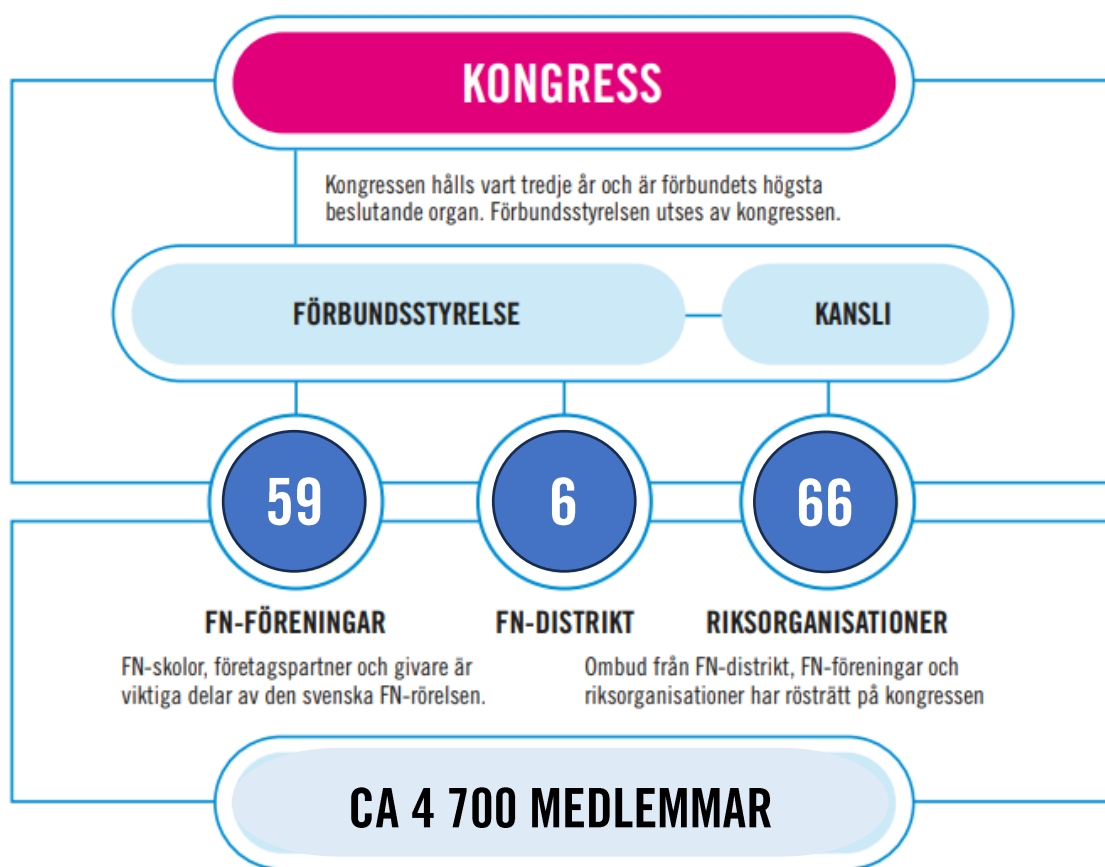 KONGRESS
Kongressen hålls vart tredje år och är förbundets högsta
beslutande organ. Förbundsstyrelsen utses av kongressen.
FÖRBUNDSSTYRELSE
KANSLI
59
6
66
FN-FÖRENINGAR
FN-DISTRIKT
RIKSORGANISATIONER
FN-skolor, företagspartner och givare är
viktiga delar av den svenska FN-rörelsen.
Ombud från FN-distrikt, FN-föreningar och
riksorganisationer har rösträtt på kongressen
CA 4 700 MEDLEMMAR